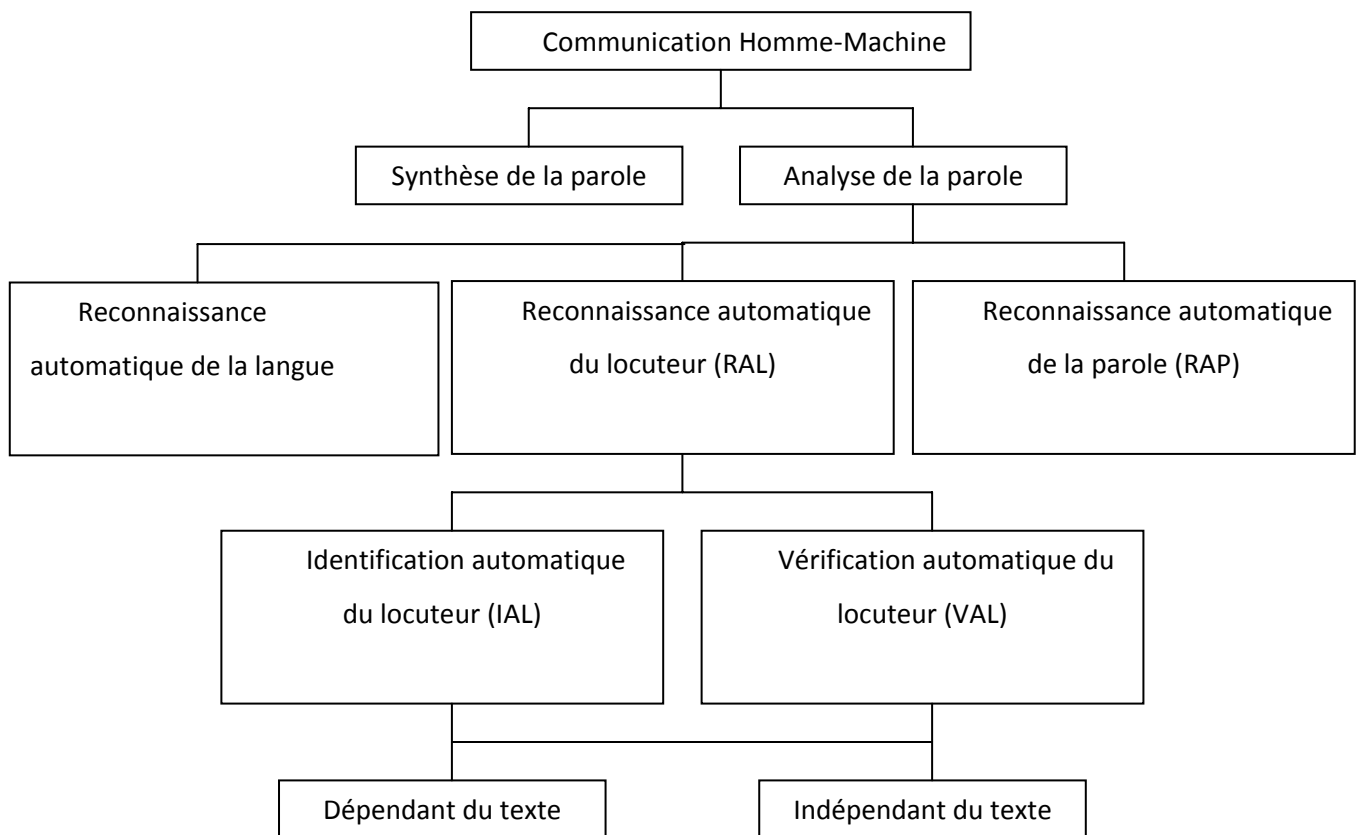 Communication Homme-Machine
Synthèse de la parole
Analyse de la parole
Reconnaissance
automatique de la langue
Reconnaissance automatique
du locuteur (RAL)
Reconnaissance automatique
de la parole (RAP)
Identification automatique
du locuteur (IAL)
Vérification automatique du
locuteur (VAL)
Dépendant du texte
Indépendant du texte